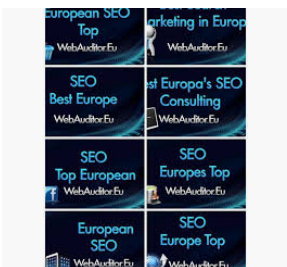 European SEO
Top
WebAuditor.Eu
arketing in Europ
WebAuditor.Eu
SEO
Best Europe
WebAuditor.Eu
st Europa's SEO
Consulting
WebAuditor.Eu
SEO
Top European
WebAuditor.Eu
SEO
Europes Top
WebAuditor.Eu
European
SEO
WebAuditor.Eu
SEO
Europe Top
WebAuditor.Eu